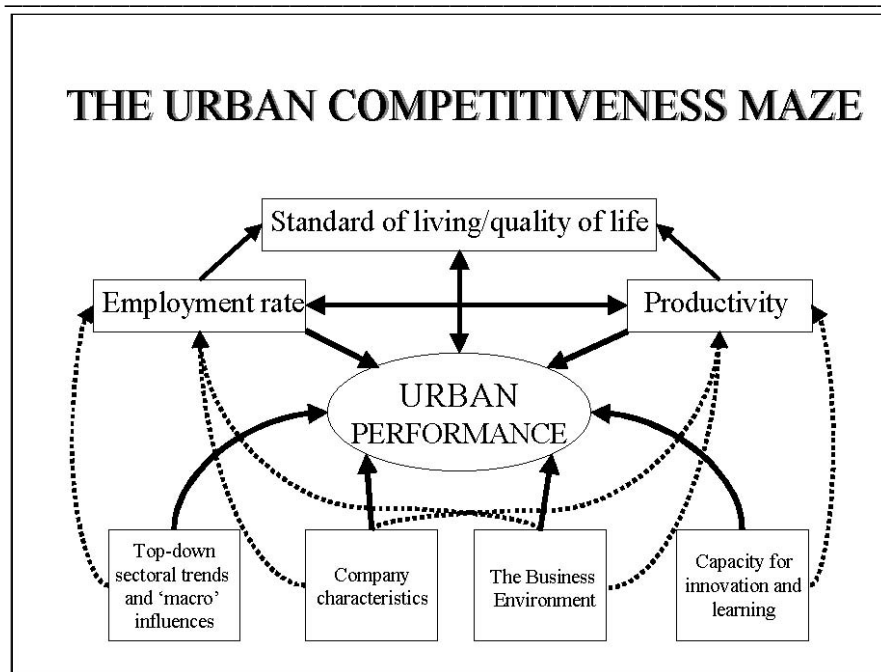 THE URBAN COMPETITIVENESS MAZE
Standard of living/quality of life
Employment rate
Productivity
URBAN
PERFORMANCE
Top-down
sectoral trends
and ‘macro’
influences
Company
characteristics
The Business
Environment
Capacity for
innovation and
learning